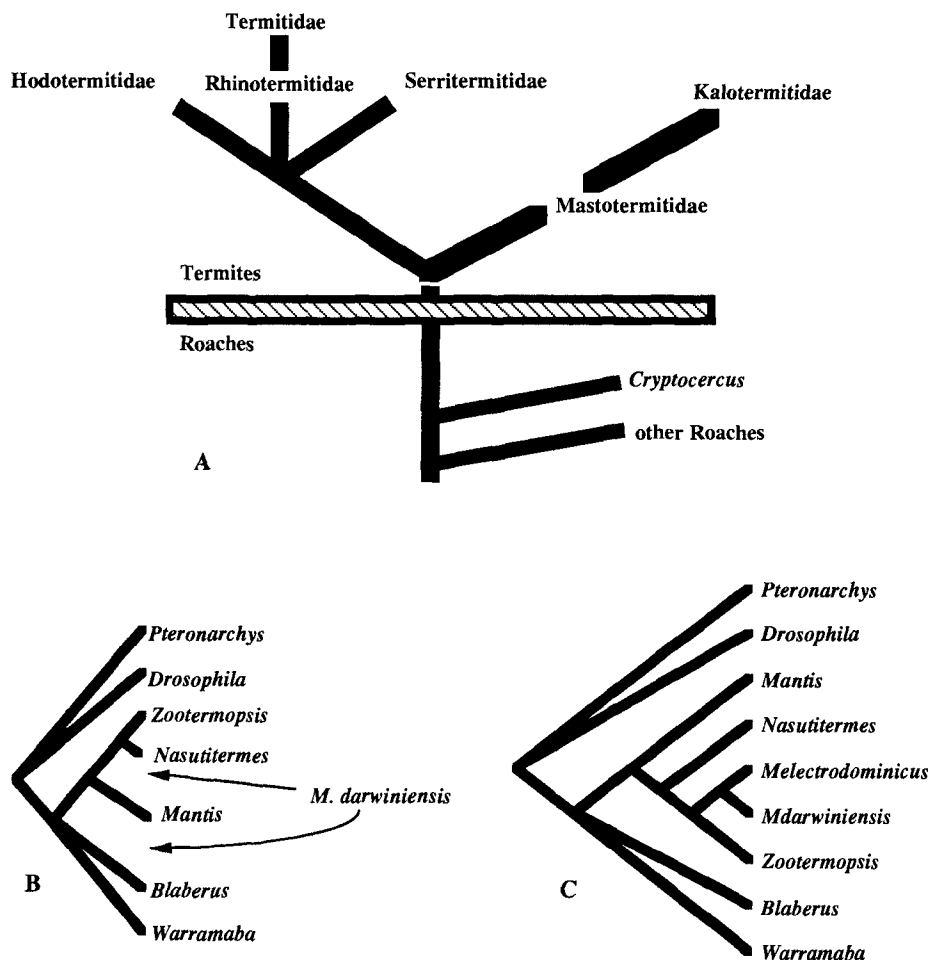 Termitidae
Hodotermitidae
Rhinotermitidae
Serritermitidae
Kalotermitidae
Mastotermitidae
Termites
Roaches
Cryptocercus
other Roaches
A
Pteronarchys
Drosophila
Zootermopsis
Nasutitermes
M. darwiniensis
Mantis
B
Blaberus
Warramaba
Pteronarchys
Drosophila
Mantis
Nasutitermes
Melectrodominicus
Mdarwiniensis
Zootermopsis
C
Blaberus
Warramaba